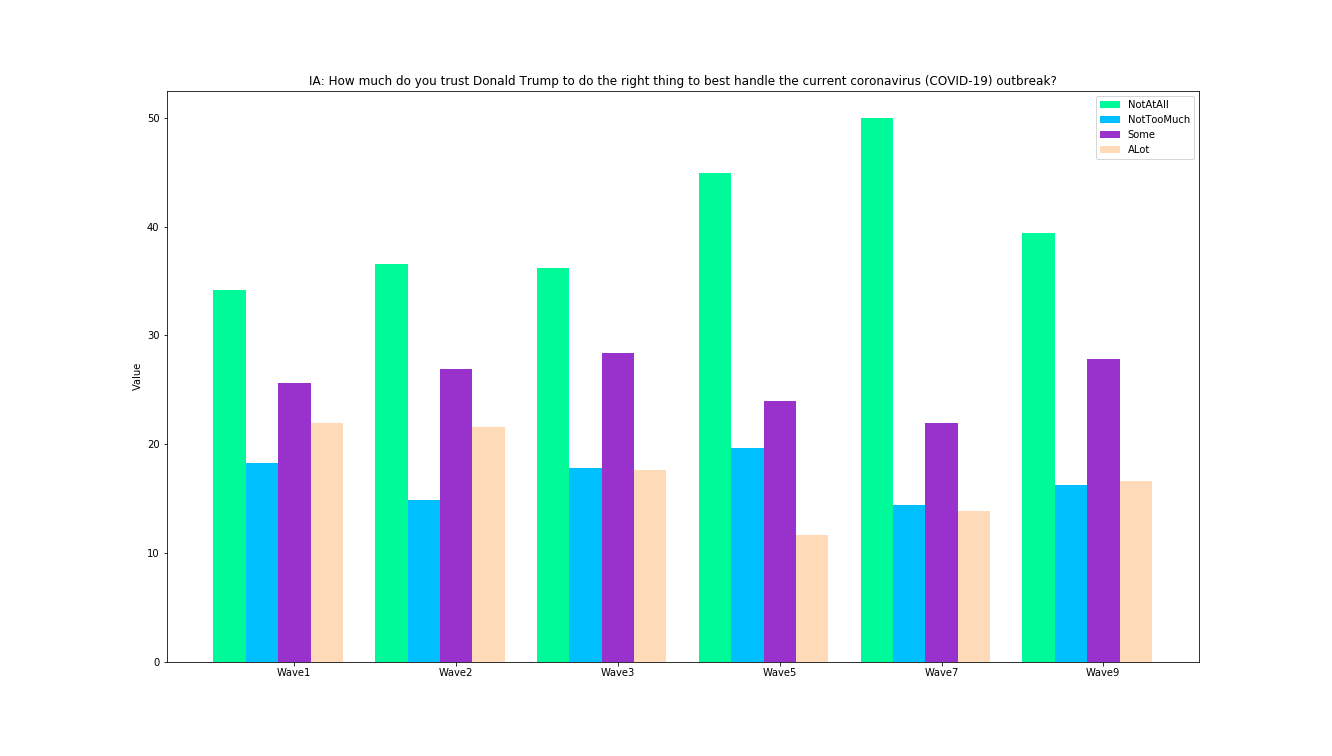 IA: How much do you trust Donald Trump to do the right thing to best handle the current coronavirus (COVID-19) outbreak?
NotAtAll
NotTooMuch
Some
ALot
Value
50
40
30
20
10
0
Wave1 Wave2 Wave3 Wave5 Wave7 Wave9